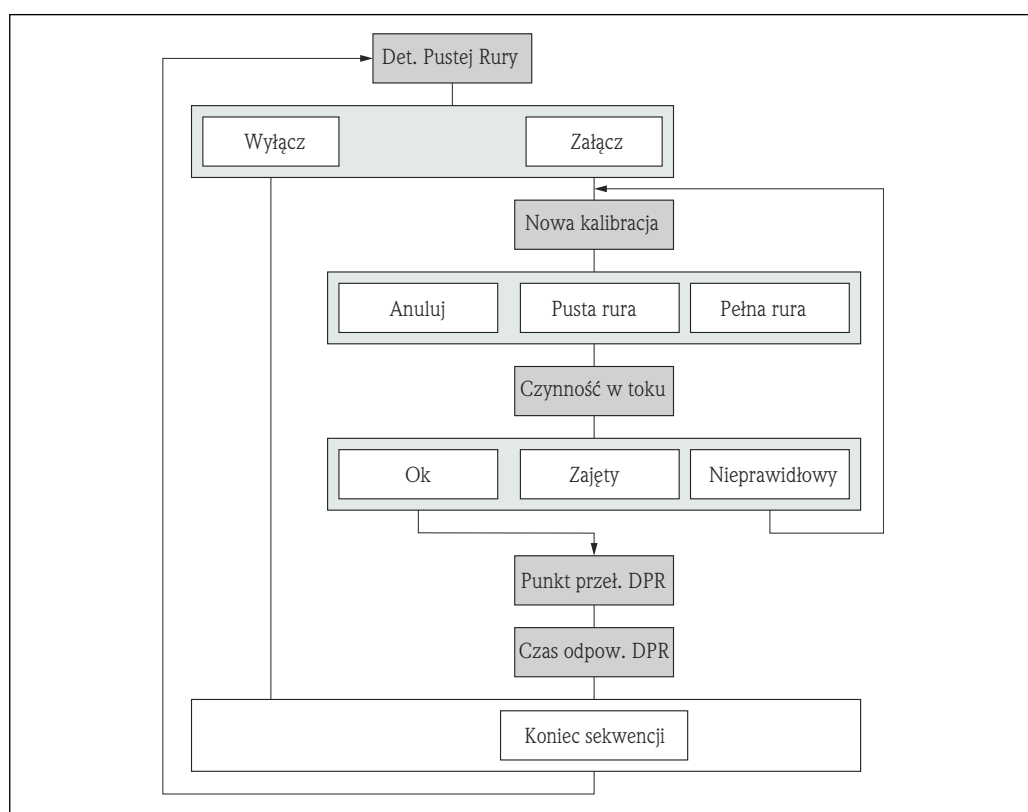 Det. Pustej Rury
Wyłącz
Załącz
Nowa kalibracja
Anuluj
Pusta rura
Pełna rura
Czynność w toku
Ok
Zajęty
Nieprawidłowy
Punkt przeł. DPR
Czas odpow. DPR
Koniec sekwencji